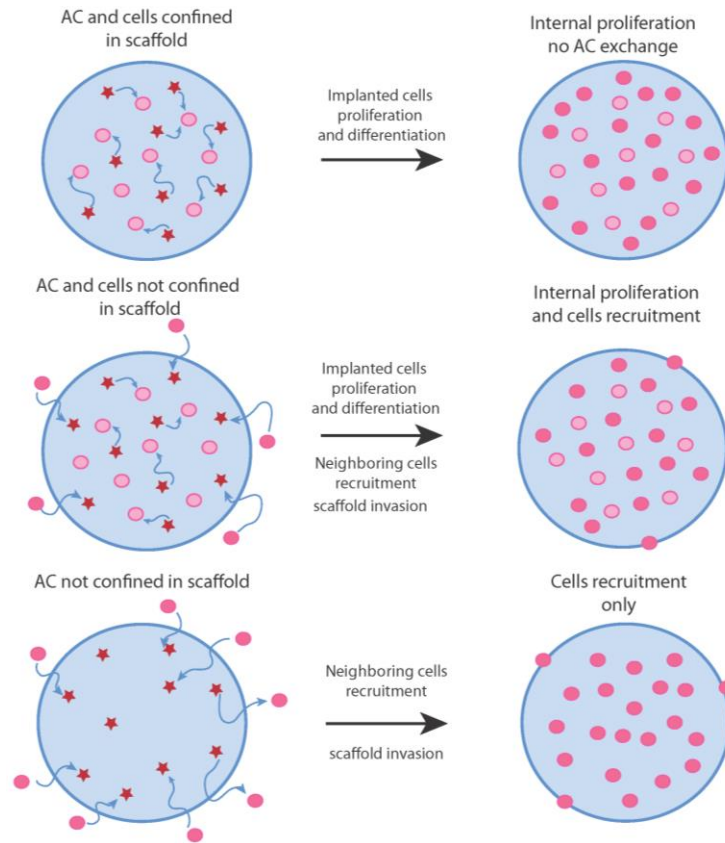 AC and cells confined
in scaffold
Implanted cells
proliferation
and differentiation
Internal proliferation
no AC exchange
AC and cells not confined
in scaffold
Implanted cells
proliferation
and differentiation
Neighboring cells
recruitment
scaffold invasion
Internal proliferation
and cells recruitment
AC not confined in scaffold
Neighboring cells
recruitment
scaffold invasion
Cells recruitment
only